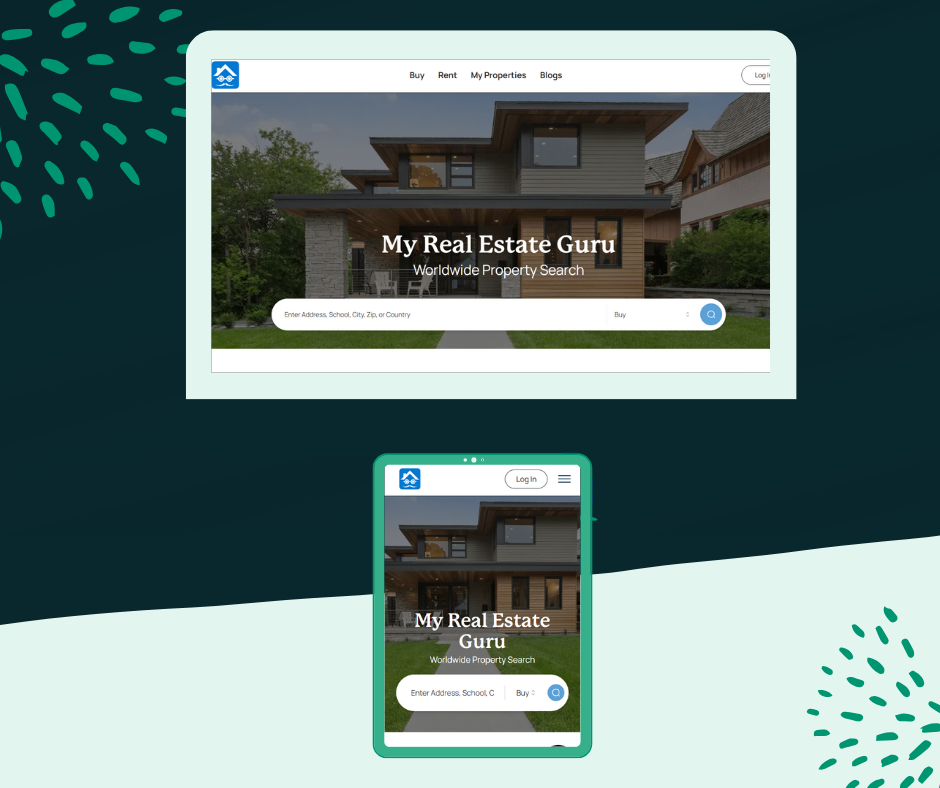 Buy Rent My Properties Blogs Log I
My Real Estate Guru
Worldwide Property Search
Enter Address, School, City, Zip, or Country Buy
Log In
My Real Estate
Guru
Worldwide Property Search
Enter Address, School, C Buy